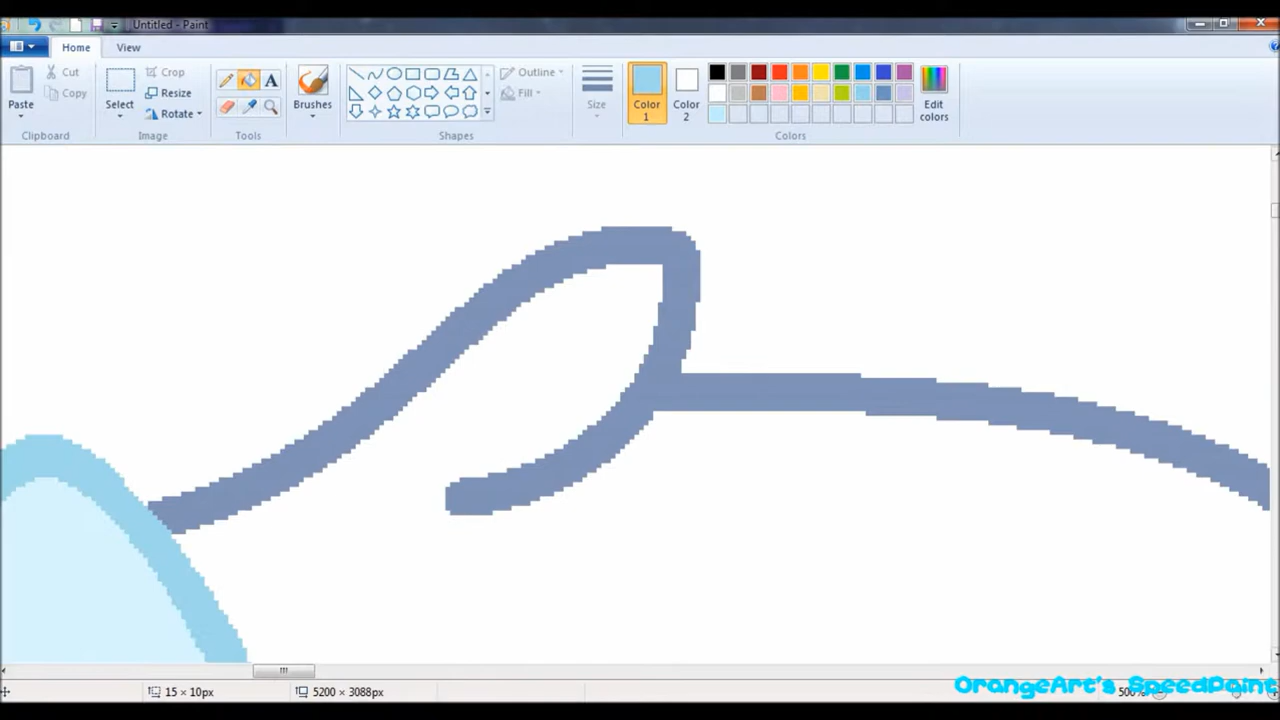 Untitled - Paint
Home
View
Paste
Cut
Copy
Clipboard
Select
Crop
Resize
Rotate
Image
Tools
Brushes
Shapes
Outline
Fill
Size
Color 1
Color 2
Edit colors
Colors
15 × 10px
5200 × 3088px
500%
OrangeArt's SpeedPaint